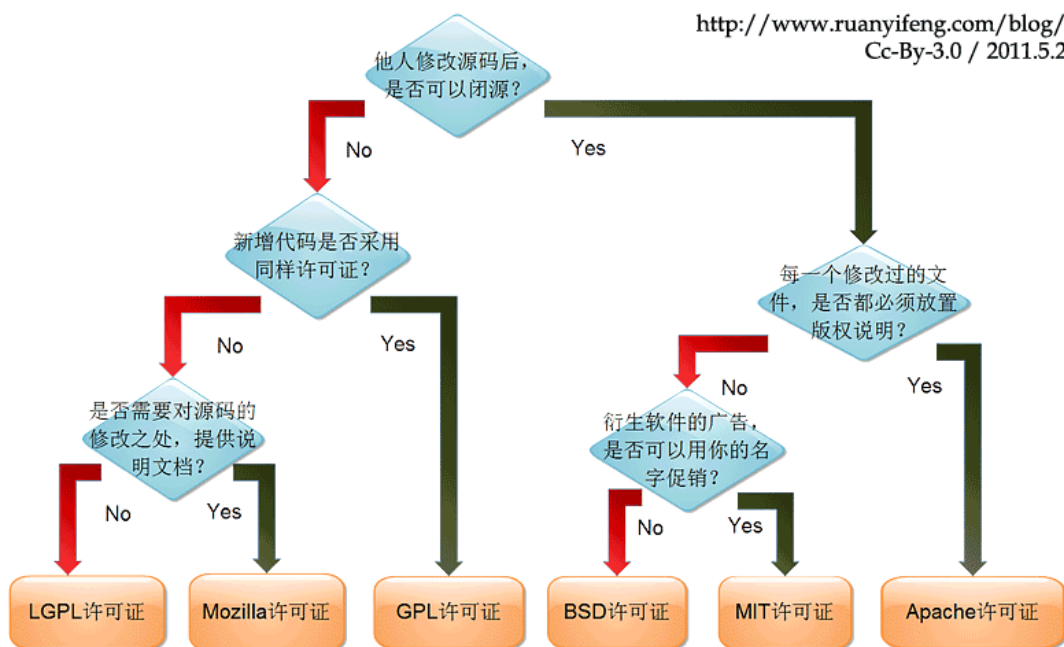 http://www.ruanyifeng.com/blog/
Cc-By-3.0 / 2011.5.2
他人修改源码后，
是否可以闭源？
No
Yes
新增代码是否采用
同样许可证？
每一个修改过的文
件，是否都必须放置
版权说明？
No
Yes
No
Yes
是否需要对源码的
修改之处，提供说
明文档？
衍生软件的广告，
是否可以用你的名
字促销？
No
Yes
No
Yes
LGPL许可证
Mozilla许可证
GPL许可证
BSD许可证
MIT许可证
Apache许可证